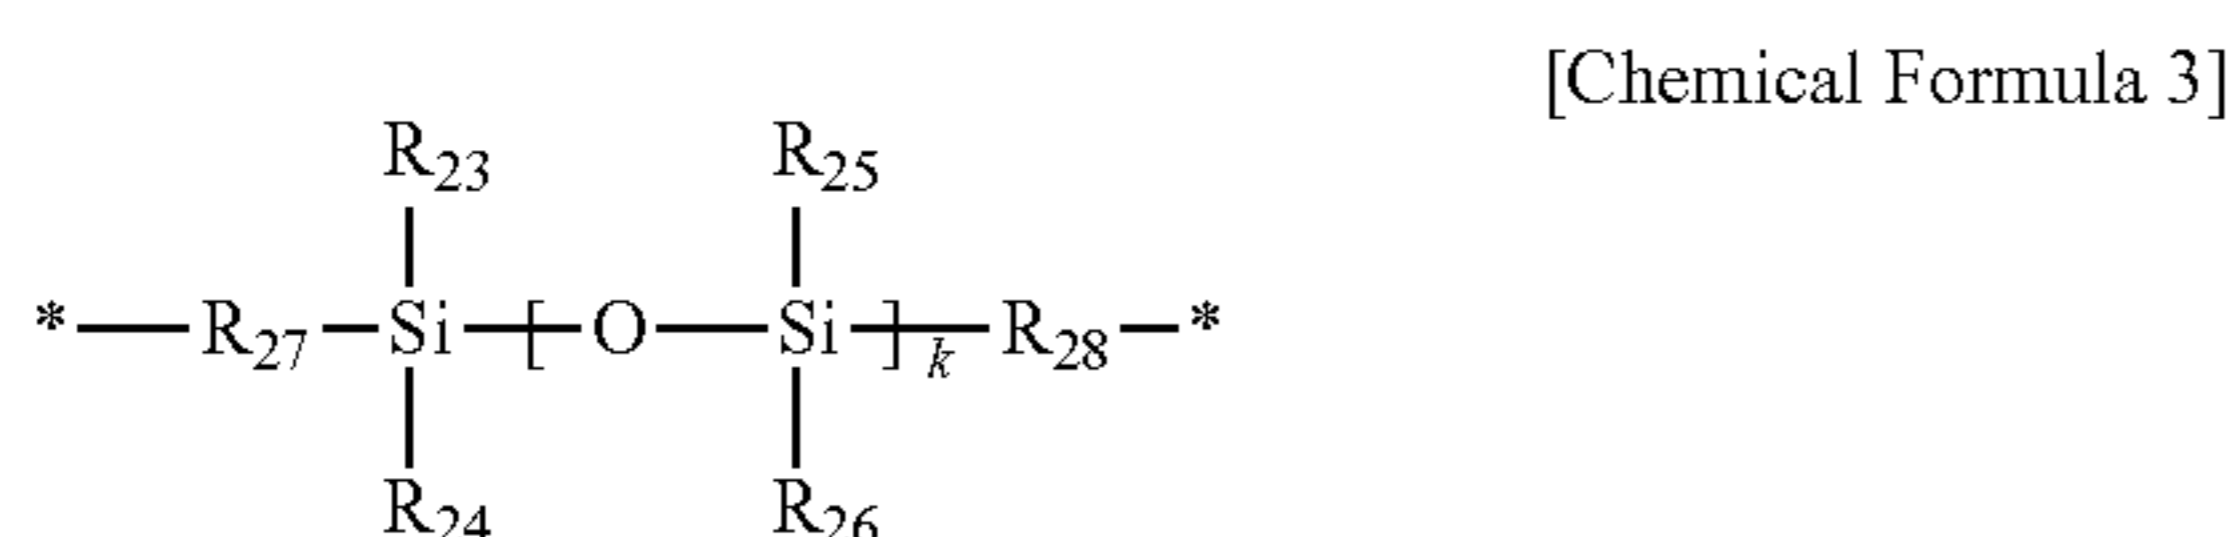 [Chemical Formula 3]
R23 R25
* R27 Si [ O Si ]k R28 *
R24 R26